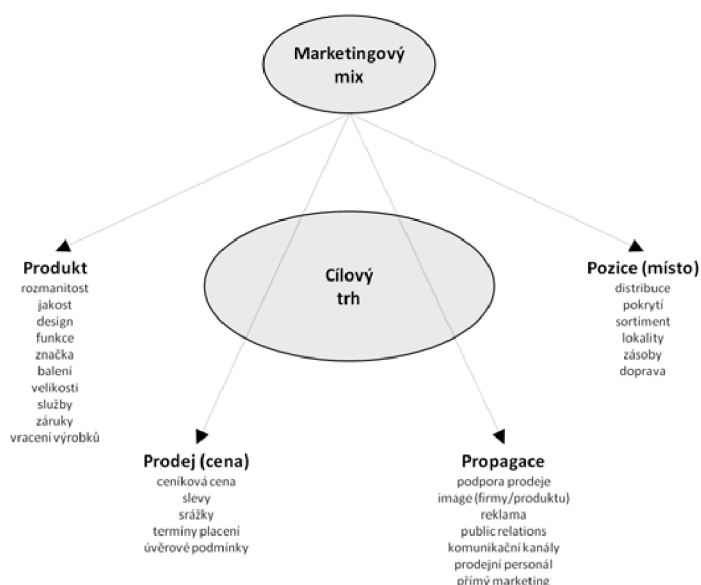 Marketingový
mix
Cílový
trh
Produkt
rozmanitost
jakost
design
funkce
značka
balení
velikosti
služby
záruky
vracení výrobků
Prodej (cena)
ceníková cena
slevy
srážky
termíny placení
úvěrové podmínky
Propagace
podpora prodeje
image (firmy/produktu)
reklama
public relations
komunikační kanály
prodejní personál
přímý marketing
Pozice (místo)
distribuce
pokrytí
sortiment
lokality
zásoby
doprava